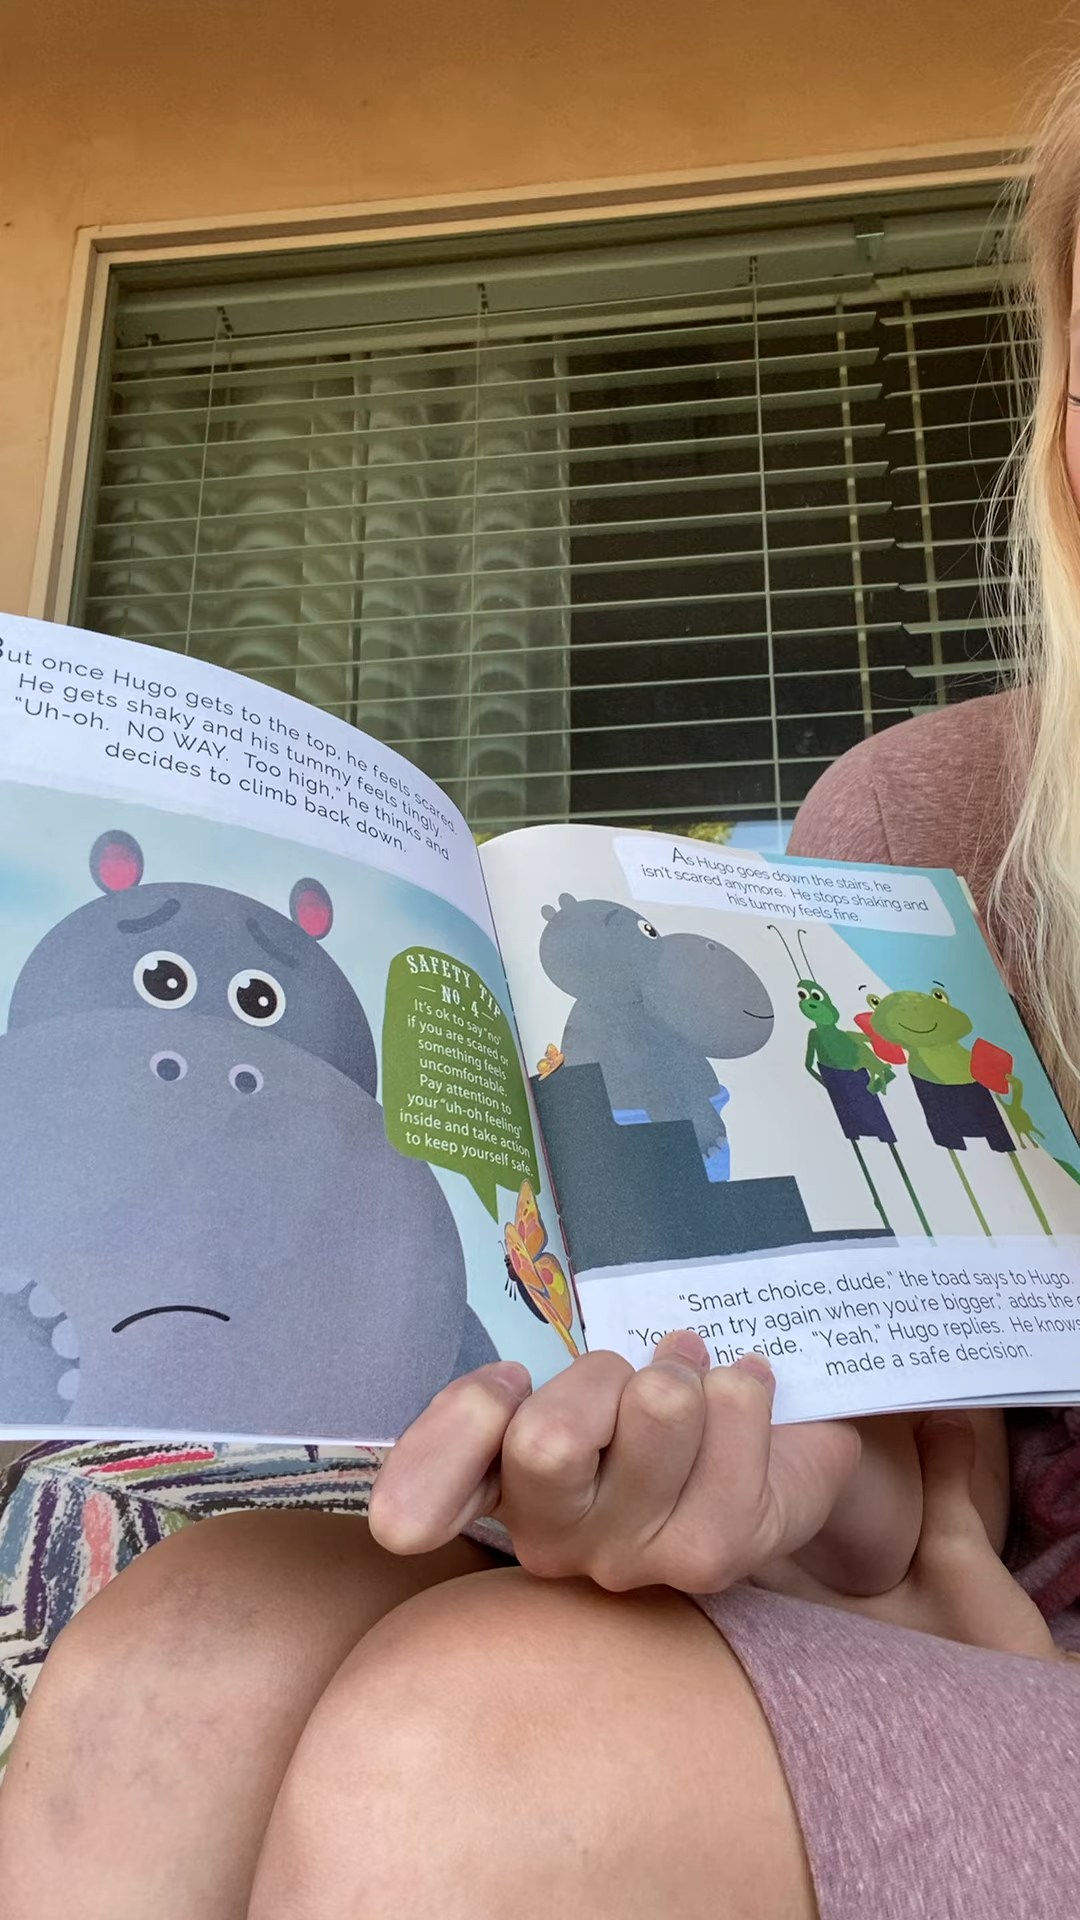 But once Hugo gets to the top, he feels scared.
He gets shaky and his tummy feels tingly.
"Uh-oh. NO WAY. Too high," he thinks and
decides to climb back down.
SAFETY TIP
— NO. 4 —
It's ok to say "no"
if you are scared or
something feels
uncomfortable.
Pay attention to
your "uh-oh feeling"
inside and take action
to keep yourself safe.
As Hugo goes down the stairs, he
isn't scared anymore. He stops shaking and
his tummy feels fine.
"Smart choice, dude," the toad says to Hugo.
"You can try again when you're bigger," adds the
his side. "Yeah," Hugo replies. He knows
made a safe decision.